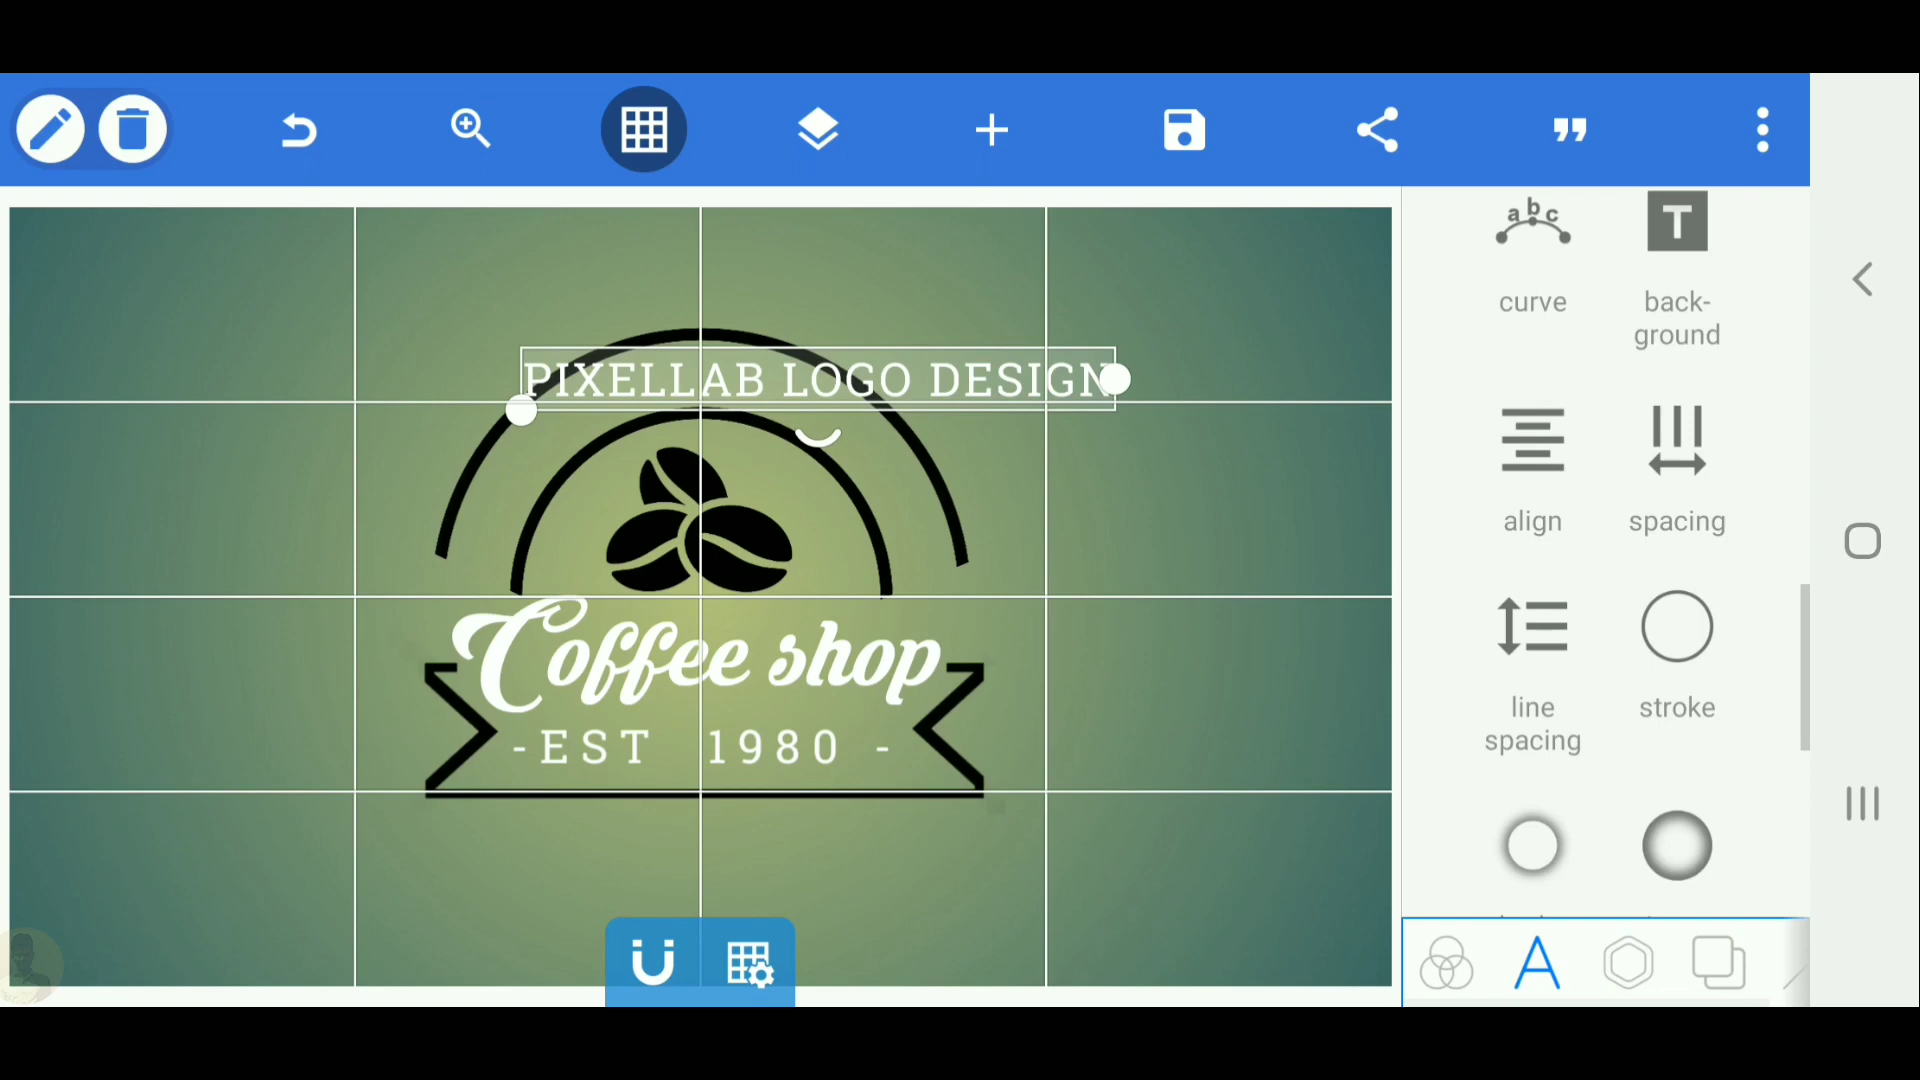 abc
T
curve
back-
ground
PIXELLAB LOGO DESIGN
align
spacing
Coffee shop
-EST 1980 -
line
spacing
stroke
A